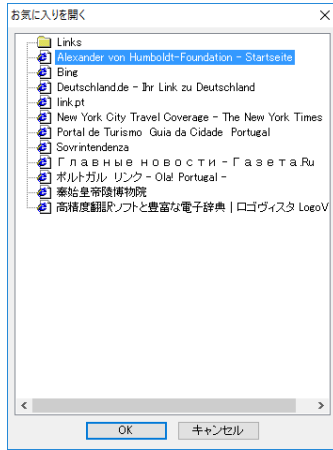 お気に入りを開く
Links
Alexander von Humboldt-Foundation - Startseite
Bing
Deutschland.de - Ihr Link zu Deutschland
link.pt
New York City Travel Coverage - The New York Times
Portal de Turismo Guia da Cidade Portugal
Sovrintendenza
Главные новости - Газета.Ru
ポルトガル リンク - Ola! Portugal -
秦始皇帝陵博物院
高精度翻訳ソフトと豊富な電子辞典 | ロゴヴィスタ LogoV
OK
キャンセル